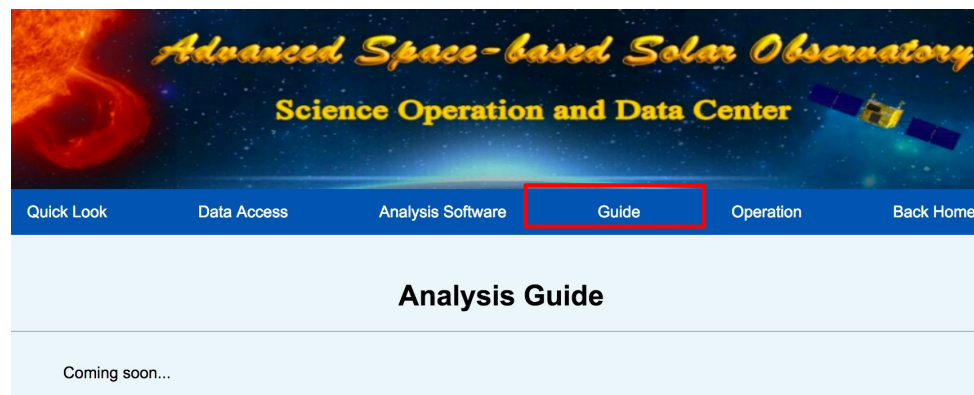 Advanced Space-based Solar Observatory
Science Operation and Data Center
Quick Look Data Access Analysis Software Guide Operation Back Home
Analysis Guide
Coming soon...